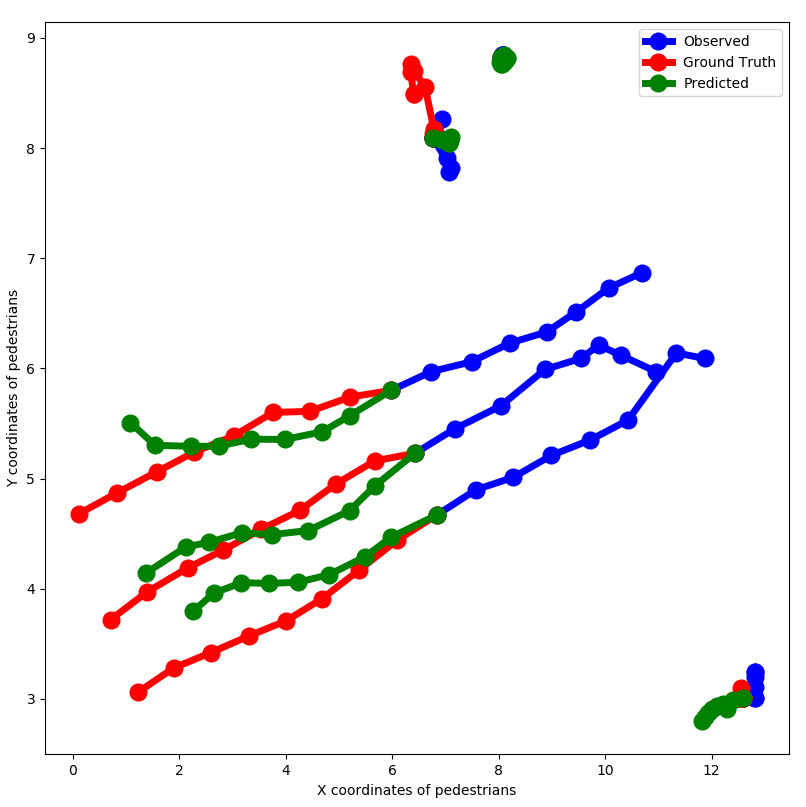 Observed
Ground Truth
Predicted
9
8
7
6
5
4
3
Y coordinates of pedestrians
0 2 4 6 8 10 12
X coordinates of pedestrians